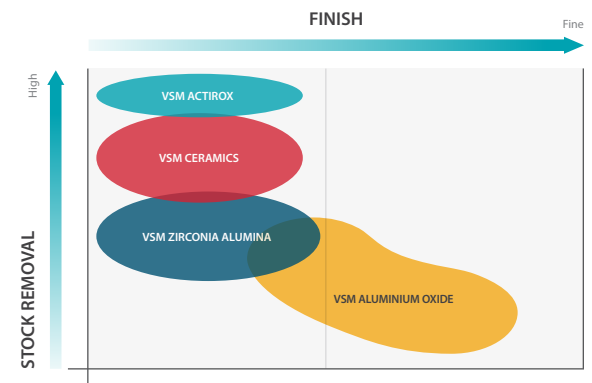 FINISH
Fine
High
STOCK REMOVAL
VSM ACTIROX
VSM CERAMICS
VSM ZIRCONIA ALUMINA
VSM ALUMINIUM OXIDE